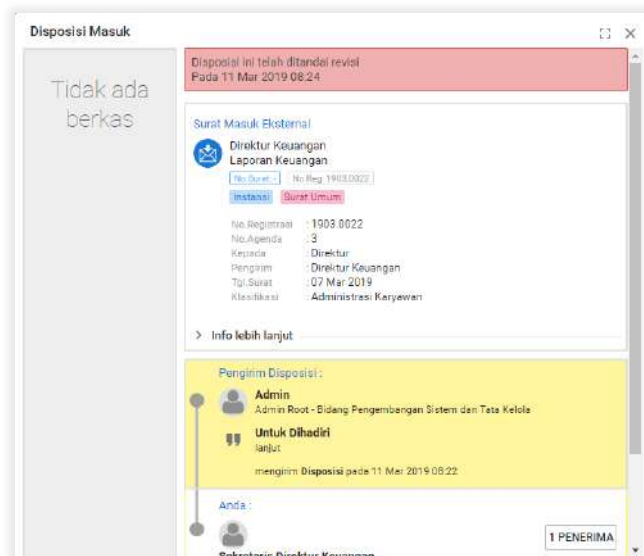 Disposisi Masuk
Tidak ada
berkas
Disposisi ini telah ditandai revisi
Pada 11 Mar 2019 08:24
Surat Masuk Eksternal
Direktur Keuangan
Laporan Keuangan
No.Surat: - No.Reg: 1903.0022
Instansi Surat Umum
No.Registrasi : 1903.0022
No.Agenda : 3
Kepada : Direktur
Pengirim : Direktur Keuangan
Tgl.Surat : 07 Mar 2019
Klasifikasi : Administrasi Karyawan
> Info lebih lanjut
Pengirim Disposisi :
Admin
Admin Root - Bidang Pengembangan Sistem dan Tata Kelola
Untuk Dihadiri
lanjut
mengirim Disposisi pada 11 Mar 2019 08:22
Anda :
1 PENERIMA
Sekretaris Direktur Keuangan